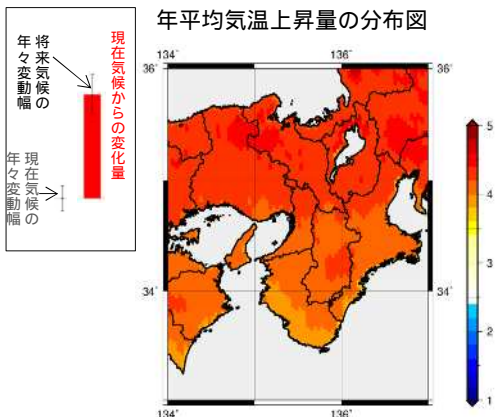 年平均気温上昇量の分布図
現在気候からの変化量
将来気候の
年々変動幅
現在気候の
年々変動幅
134˚
136˚
36˚
36˚
34˚
34˚
134˚
136˚
5
4
3
2
1